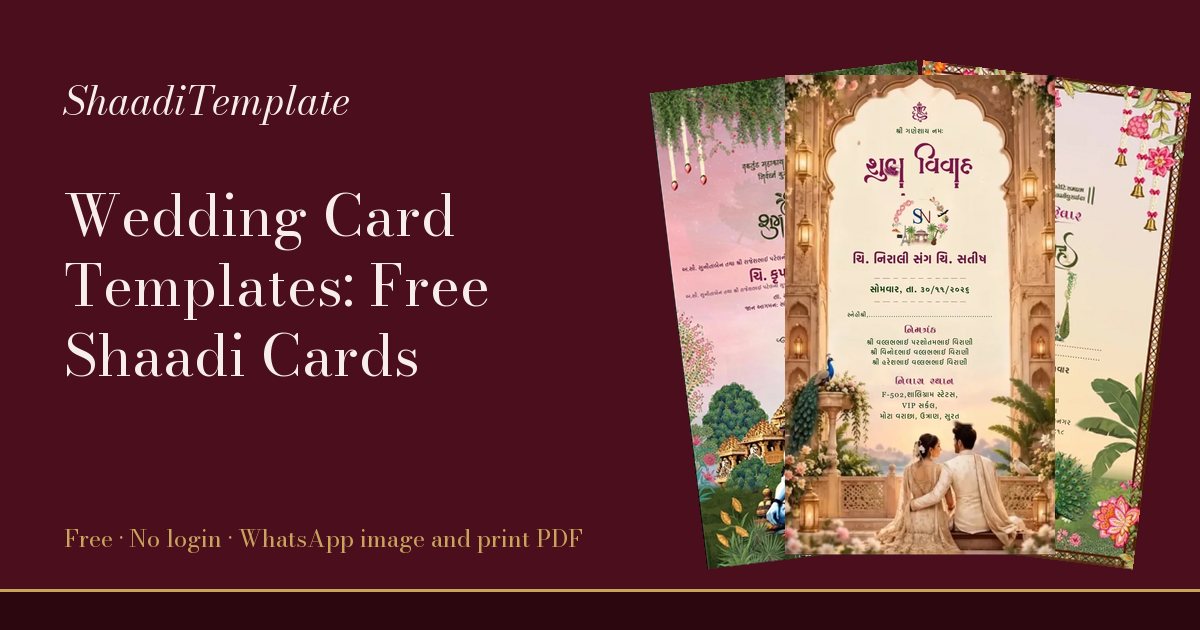 ShaadiTemplate
Wedding Card
Templates: Free
Shaadi Cards
Free · No login · WhatsApp image and print PDF
શ્રી ગણેશાય નમઃ
શુભ વિવાહ
SN
ચિ. નિરાલી સંગ ચિ. સતીષ
સોમવાર, તા. ૩૦/૧૧/૨૦૨૬
સ્નેહીશ્રી,
નિમંત્રક
શ્રી વલ્લભભાઈ પરશોતમભાઈ વિરાણી
શ્રી વિનોદભાઈ વલ્લભભાઈ વિરાણી
શ્રી હરેશભાઈ વલ્લભભાઈ વિરાણી
નિવાસ સ્થાન
F-502,શાલિગ્રામ સ્ટેટસ,
VIP સર્કલ,
મોટા વરાછા, ઉત્રાણ, સુરત